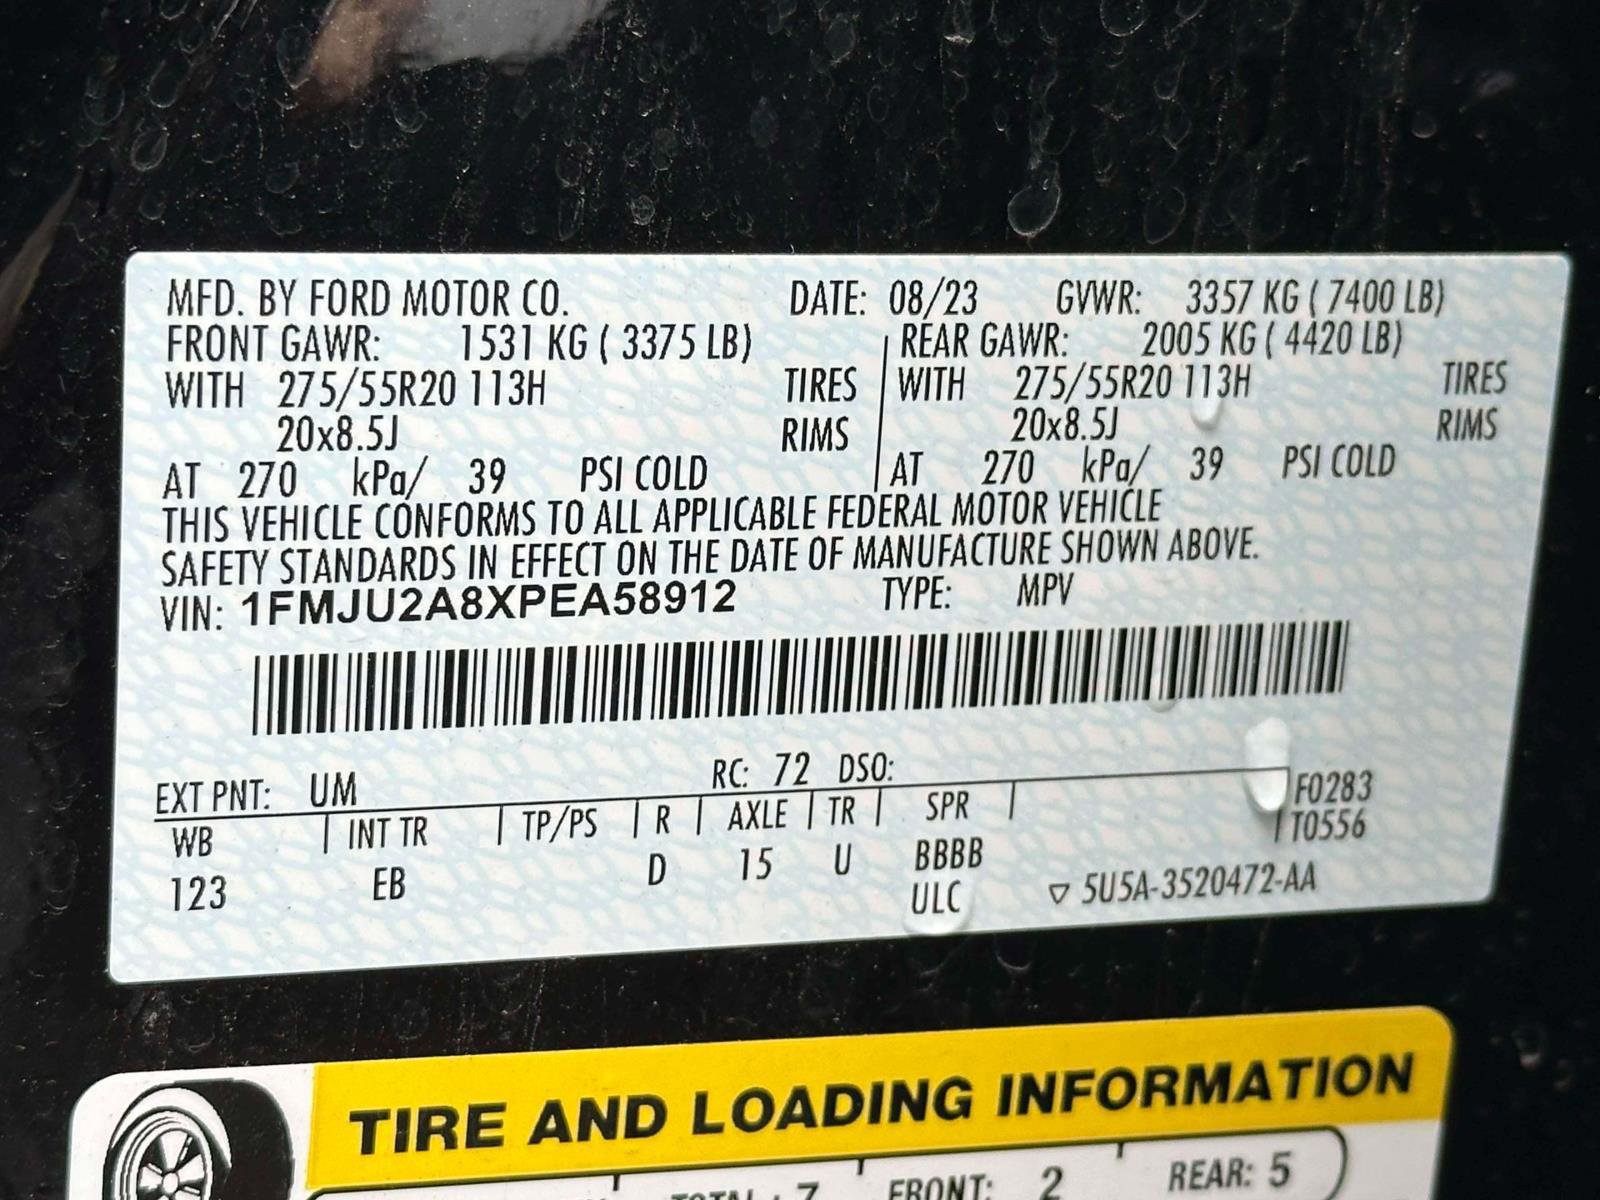 MFD. BY FORD MOTOR CO. DATE: 08/23 GVWR: 3357 KG ( 7400 LB)
FRONT GAWR: 1531 KG ( 3375 LB) REAR GAWR: 2005 KG ( 4420 LB)
WITH 275/55R20 113H TIRES WITH 275/55R20 113H TIRES
20x8.5J RIMS 20x8.5J RIMS
AT 270 kPa/ 39 PSI COLD AT 270 kPa/ 39 PSI COLD
THIS VEHICLE CONFORMS TO ALL APPLICABLE FEDERAL MOTOR VEHICLE
SAFETY STANDARDS IN EFFECT ON THE DATE OF MANUFACTURE SHOWN ABOVE.
VIN: 1FMJU2A8XPEA58912 TYPE: MPV
EXT PNT: UM RC: 72 DSO:
WB INT TR TP/PS R AXLE TR SPR F0283
T0556
123 EB D 15 U BBBB
ULC ▽ 5U5A-3520472-AA
TIRE AND LOADING INFORMATION
TOTAL : 7 FRONT: 2 REAR: 5